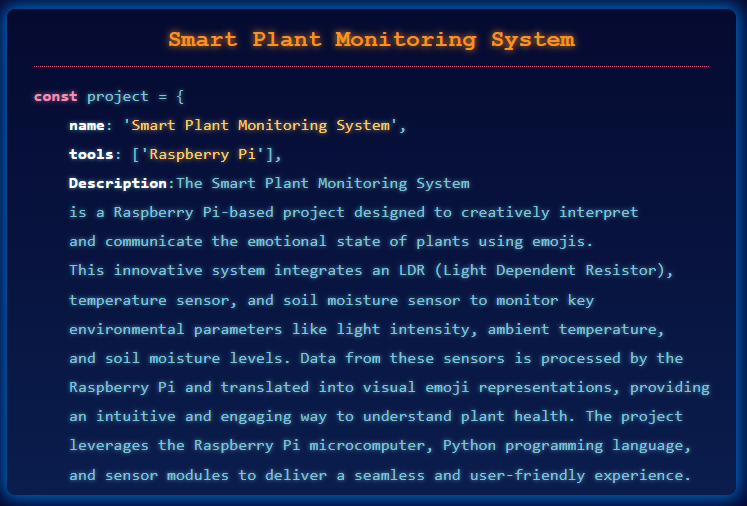 Smart Plant Monitoring System
const project = {
name: 'Smart Plant Monitoring System',
tools: ['Raspberry Pi'],
Description:The Smart Plant Monitoring System
is a Raspberry Pi-based project designed to creatively interpret
and communicate the emotional state of plants using emojis.
This innovative system integrates an LDR (Light Dependent Resistor),
temperature sensor, and soil moisture sensor to monitor key
environmental parameters like light intensity, ambient temperature,
and soil moisture levels. Data from these sensors is processed by the
Raspberry Pi and translated into visual emoji representations, providing
an intuitive and engaging way to understand plant health. The project
leverages the Raspberry Pi microcomputer, Python programming language,
and sensor modules to deliver a seamless and user-friendly experience.